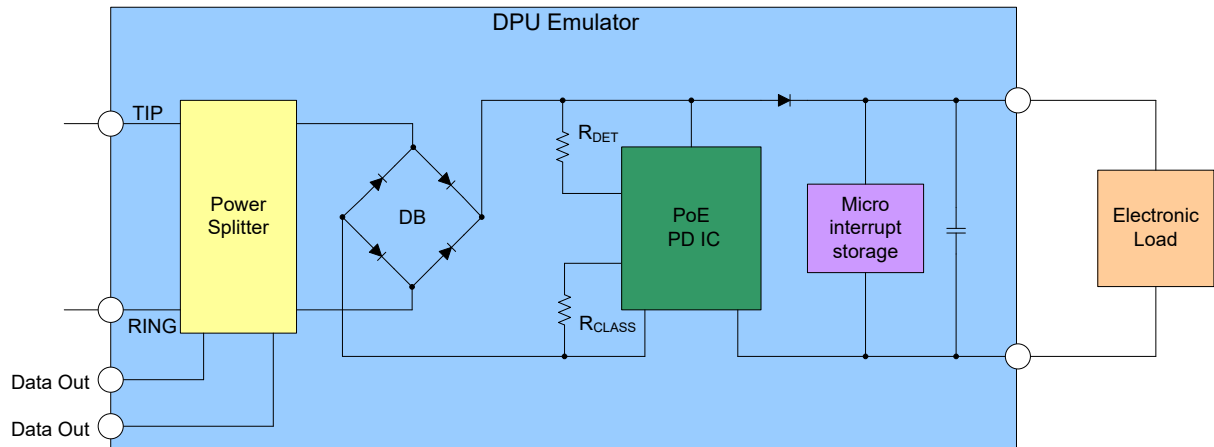 DPU Emulator
TIP
Power
Splitter
RING
Data Out
Data Out
DB
RDET
RCLASS
PoE
PD IC
Micro
interrupt
storage
Electronic
Load